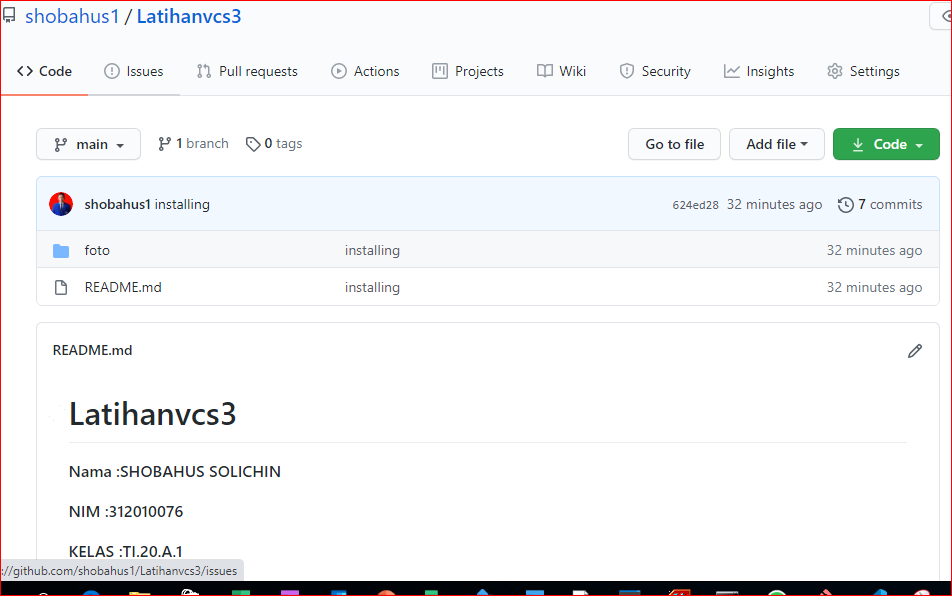 shobahus1 / Latihanvcs3
Code Issues Pull requests Actions Projects Wiki Security Insights Settings
main 1 branch 0 tags Go to file Add file Code
shobahus1 installing 624ed28 32 minutes ago 7 commits
foto installing 32 minutes ago
README.md installing 32 minutes ago
README.md
Latihanvcs3
Nama :SHOBAHUS SOLICHIN
NIM :312010076
KELAS :TI.20.A.1
://github.com/shobahus1/Latihanvcs3/issues